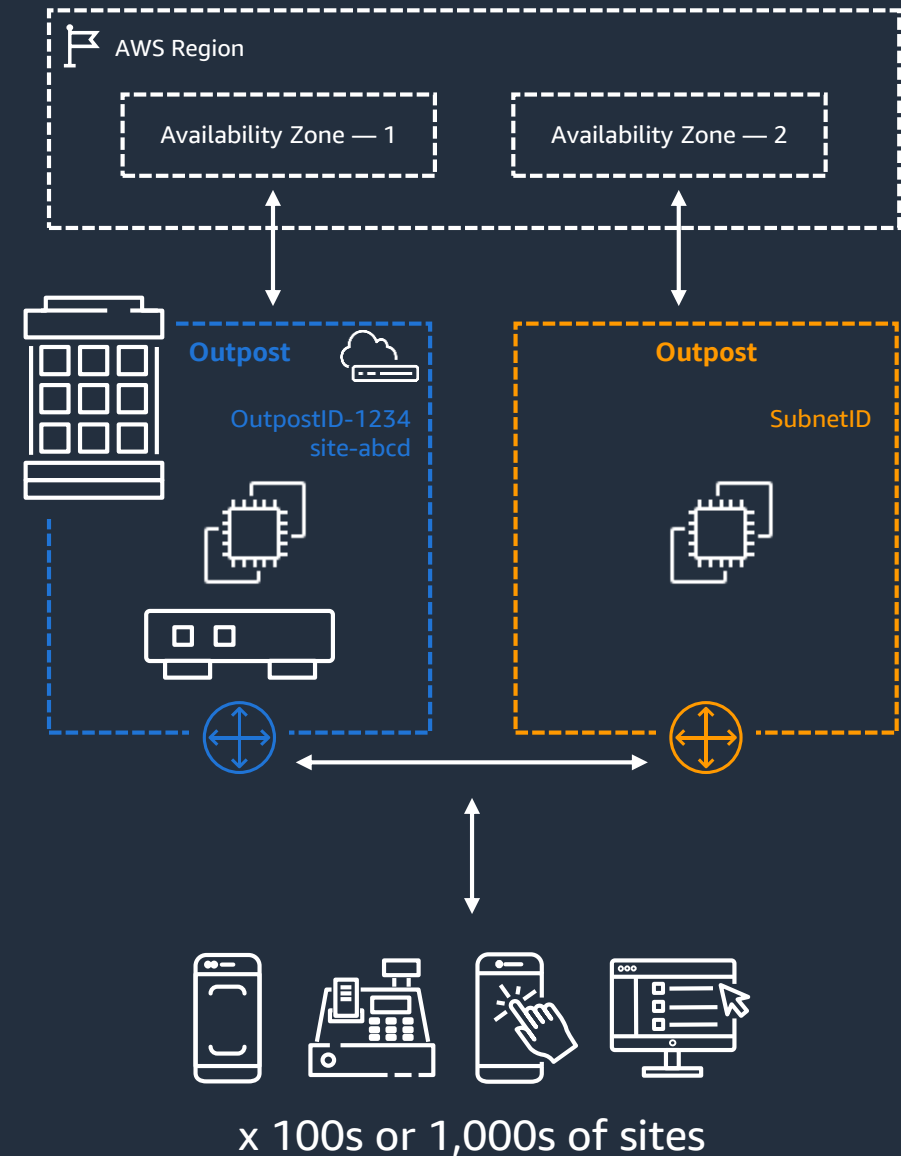 AWS Region
Availability Zone — 1
Availability Zone — 2
Outpost
OutpostID-1234
site-abcd
Outpost
SubnetID
x 100s or 1,000s of sites